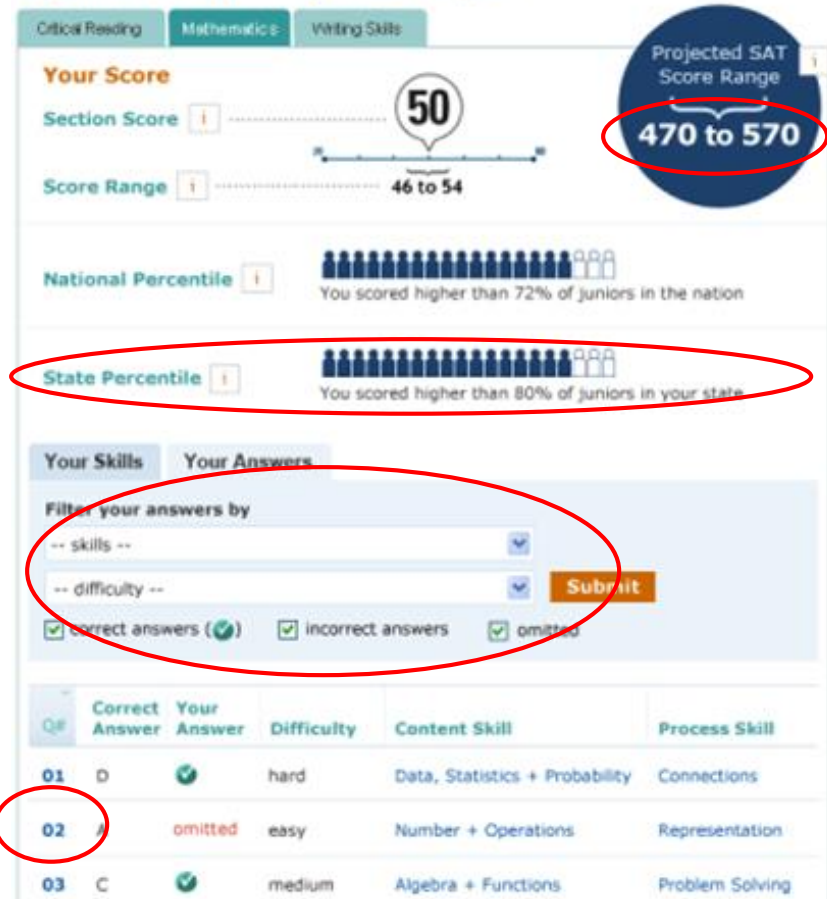 Critical Reading Mathematics Writing Skills
Your Score
Projected SAT i
Score Range
470 to 570
Section Score i
50
20 80
Score Range i 46 to 54
National Percentile i
You scored higher than 72% of juniors in the nation
State Percentile i
You scored higher than 80% of juniors in your state
Your Skills Your Answers
Filter your answers by
-- skills --
-- difficulty --
Submit
correct answers ( ) incorrect answers omitted
Q# Correct Answer Your Answer Difficulty Content Skill Process Skill
01 D hard Data, Statistics + Probability Connections
02 A omitted easy Number + Operations Representation
03 C medium Algebra + Functions Problem Solving